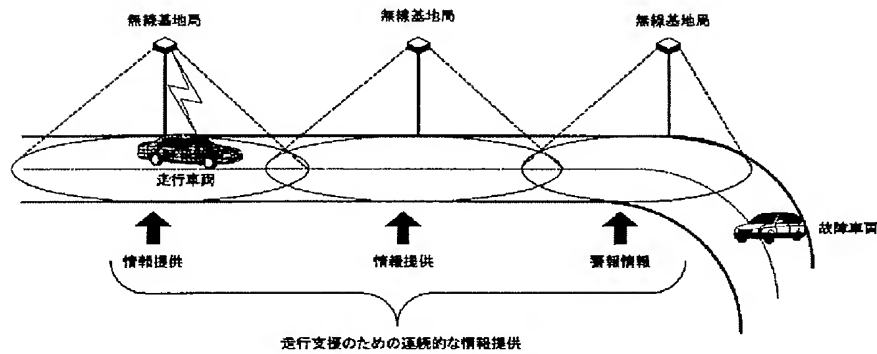 無線基地局
無線基地局
無線基地局
走行車両
故障車両
情報提供
情報提供
警報情報
走行支援のための連続的な情報提供